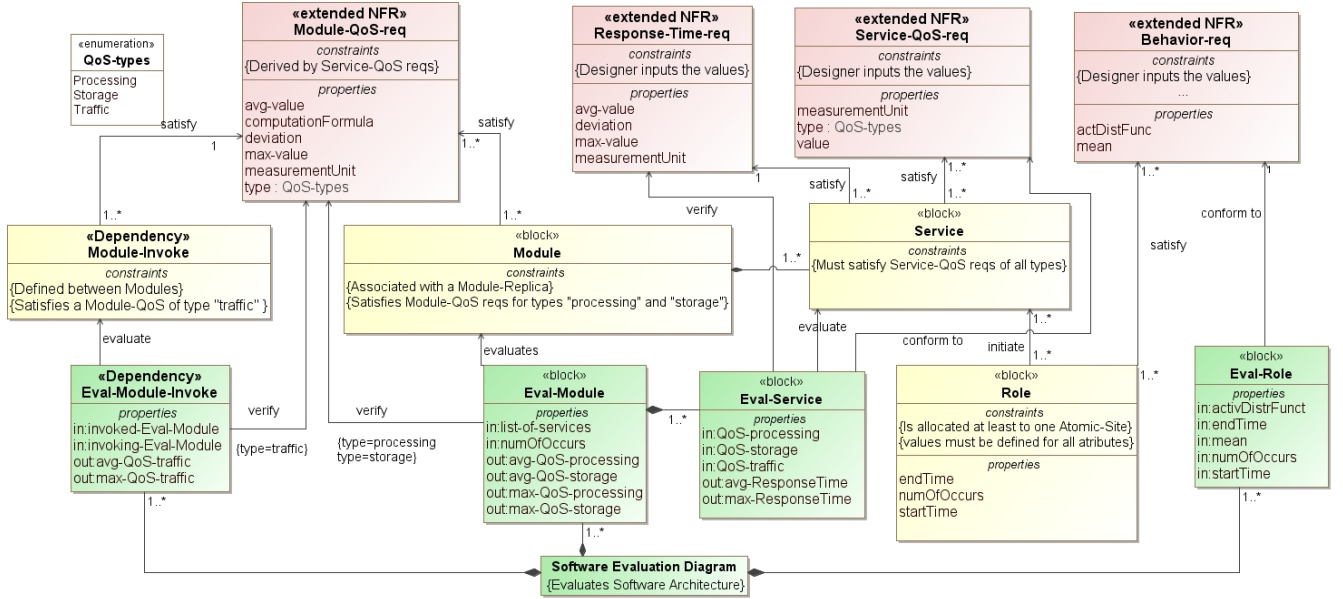 «enumeration»
QoS-types
Processing
Storage
Traffic
«extended NFR»
Module-QoS-req
constraints
{Derived by Service-QoS reqs}
properties
avg-value
computationFormula
deviation
max-value
measurementUnit
type : QoS-types
«extended NFR»
Response-Time-req
constraints
{Designer inputs the values}
properties
avg-value
deviation
max-value
measurementUnit
«extended NFR»
Service-QoS-req
constraints
{Designer inputs the values}
properties
measurementUnit
type : QoS-types
value
«extended NFR»
Behavior-req
constraints
{Designer inputs the values}
...
properties
actDistFunc
mean
satisfy
1
1..*
satisfy
1..*
1..*
verify
1
satisfy
1..*
satisfy
1..*
1..*
1..*
satisfy
1..*
1
conform to
«Dependency»
Module-Invoke
constraints
{Defined between Modules}
{Satisfies a Module-QoS of type "traffic" }
«block»
Module
constraints
{Associated with a Module-Replica}
{Satisfies Module-QoS reqs for types "processing" and "storage"}
1..*
«block»
Service
constraints
{Must satisfy Service-QoS reqs of all types}
evaluate
evaluates
evaluate
conform to
1..*
initiate
1..*
«Dependency»
Eval-Module-Invoke
properties
in:invoked-Eval-Module
in:invoking-Eval-Module
out:avg-QoS-traffic
out:max-QoS-traffic
1..*
verify
{type=traffic}
verify
{type=processing
type=storage}
«block»
Eval-Module
properties
in:list-of-services
in:numOfOccurs
out:avg-QoS-processing
out:avg-QoS-storage
out:max-QoS-processing
out:max-QoS-storage
1..*
1..*
«block»
Eval-Service
properties
in:QoS-processing
in:QoS-storage
in:QoS-traffic
out:avg-ResponseTime
out:max-ResponseTime
«block»
Role
constraints
{Is allocated at least to one Atomic-Site}
{values must be defined for all atributes}
properties
endTime
numOfOccurs
startTime
«block»
Eval-Role
properties
in:activDistrFunct
in:endTime
in:mean
in:numOfOccurs
in:startTime
1..*
Software Evaluation Diagram
{Evaluates Software Architecture}